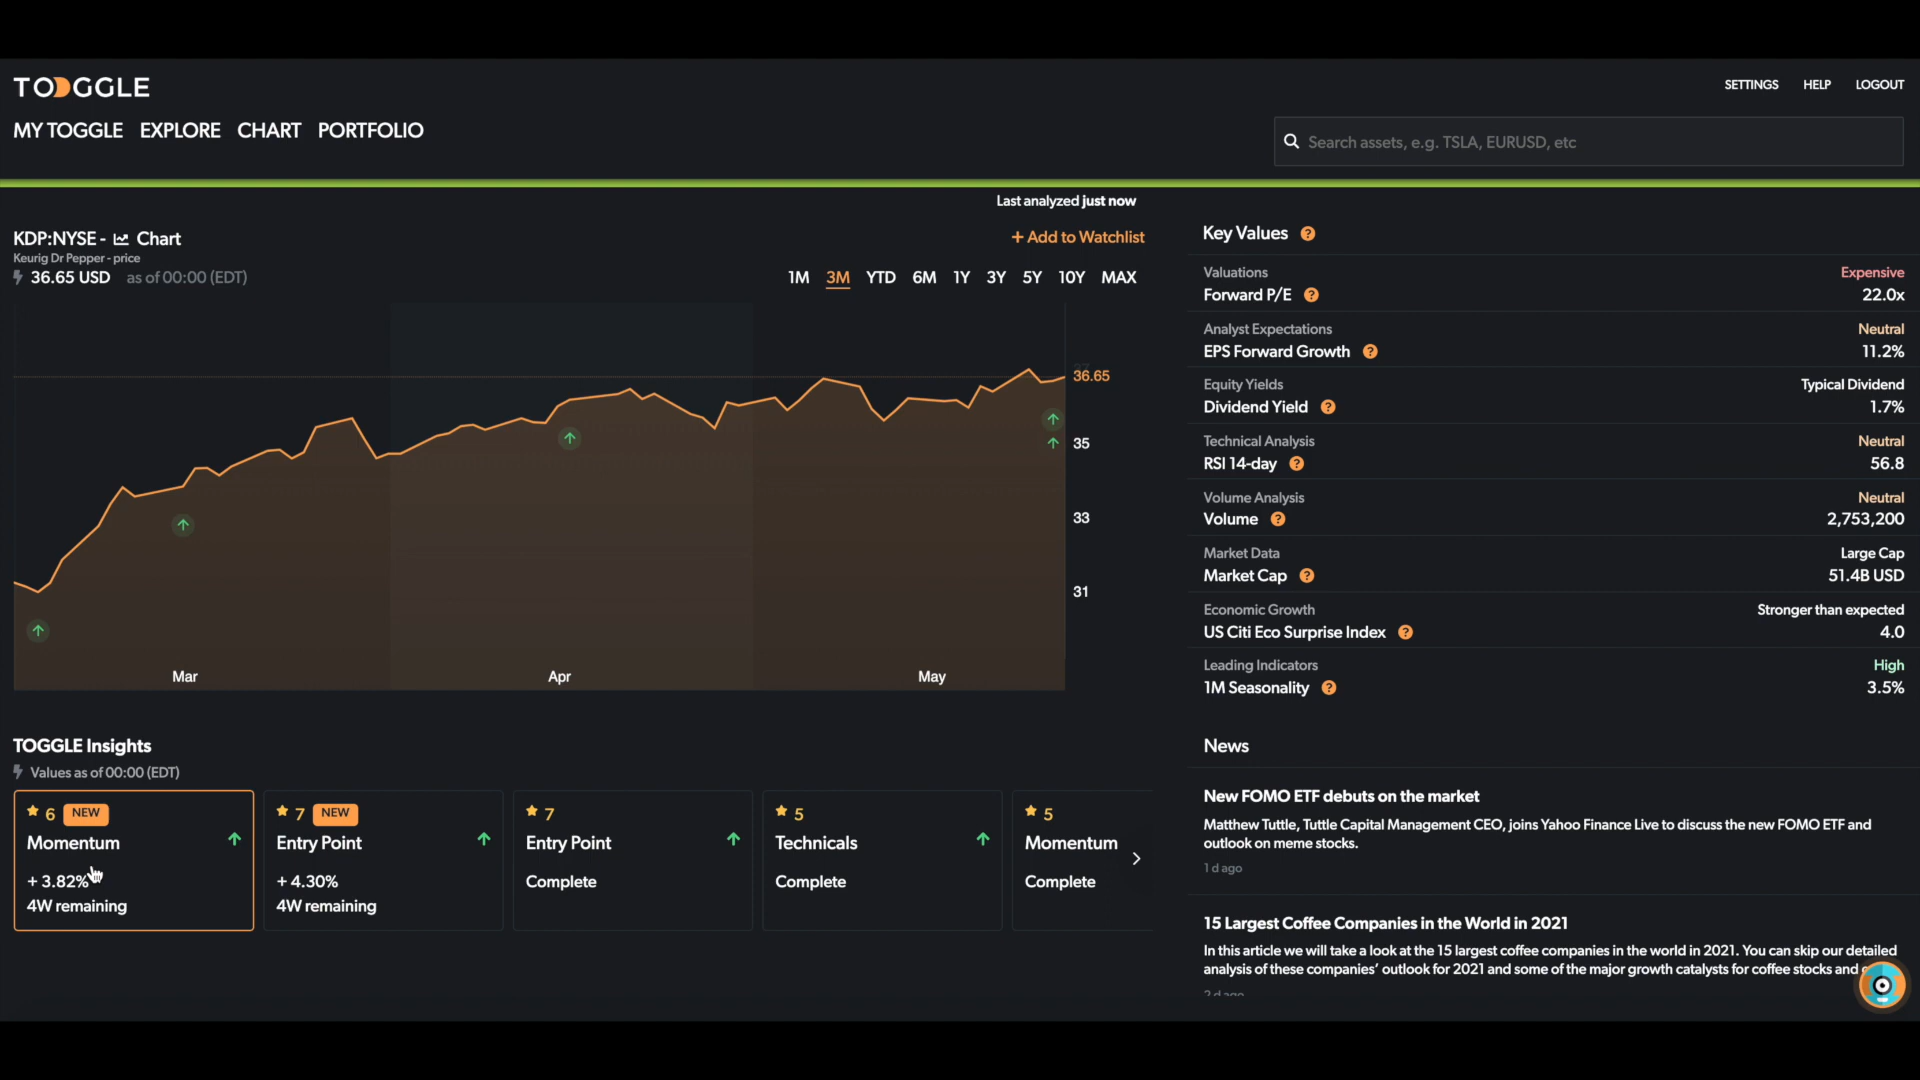 TOGGLE
SETTINGS HELP LOGOUT
MY TOGGLE EXPLORE CHART PORTFOLIO
Search assets, e.g. TSLA, EURUSD, etc
Last analyzed just now
KDP:NYSE - Chart
+ Add to Watchlist
Keurig Dr Pepper - price
36.65 USD as of 00:00 (EDT)
1M 3M YTD 6M 1Y 3Y 5Y 10Y MAX
36.65
35
33
31
Mar Apr May
Key Values ?
Valuations Expensive
Forward P/E ? 22.0x
Analyst Expectations Neutral
EPS Forward Growth ? 11.2%
Equity Yields Typical Dividend
Dividend Yield ? 1.7%
Technical Analysis Neutral
RSI 14-day ? 56.8
Volume Analysis Neutral
Volume ? 2,753,200
Market Data Large Cap
Market Cap ? 51.4B USD
Economic Growth Stronger than expected
US Citi Eco Surprise Index ? 4.0
Leading Indicators High
1M Seasonality ? 3.5%
TOGGLE Insights
Values as of 00:00 (EDT)
6 NEW
Momentum
+ 3.82%
4W remaining
7 NEW
Entry Point
+ 4.30%
4W remaining
7
Entry Point
Complete
5
Technicals
Complete
5
Momentum
Complete
News
New FOMO ETF debuts on the market
Matthew Tuttle, Tuttle Capital Management CEO, joins Yahoo Finance Live to discuss the new FOMO ETF and
outlook on meme stocks.
1 d ago
15 Largest Coffee Companies in the World in 2021
In this article we will take a look at the 15 largest coffee companies in the world in 2021. You can skip our detailed
analysis of these companies' outlook for 2021 and some of the major growth catalysts for coffee stocks and
2 d ago